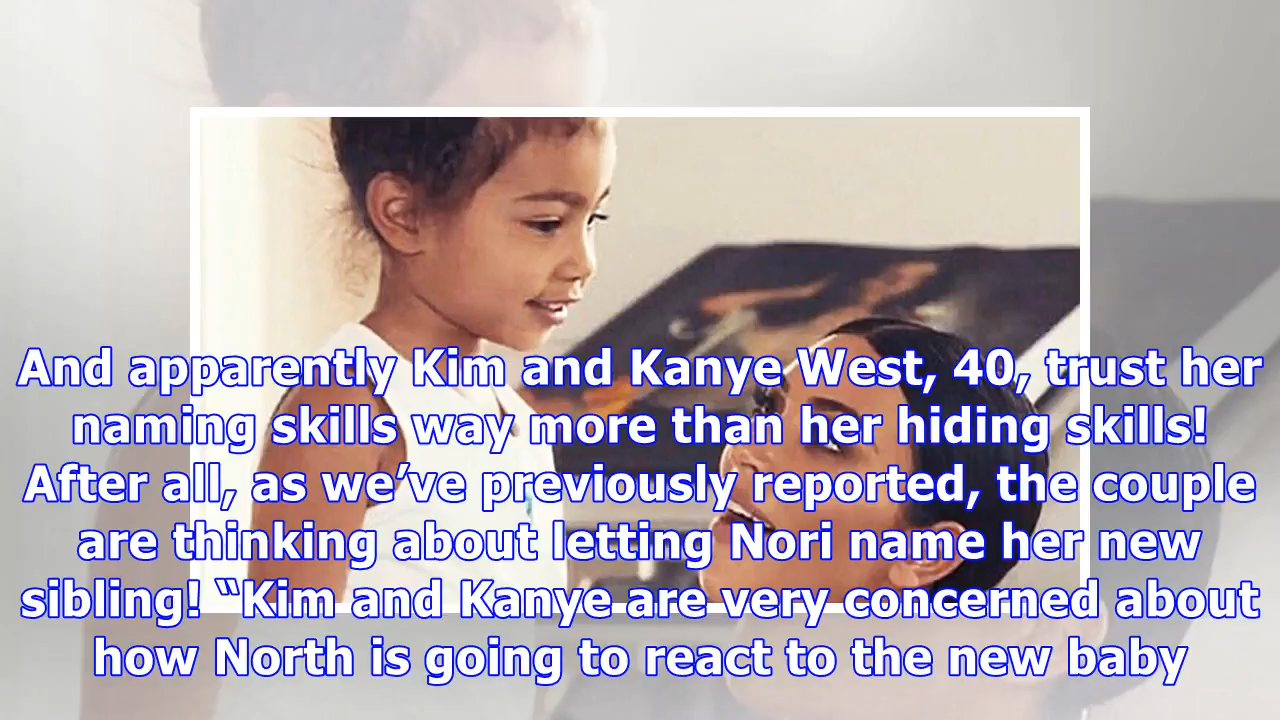 And apparently Kim and Kanye West, 40, trust her
naming skills way more than her hiding skills!
After all, as we’ve previously reported, the couple
are thinking about letting Nori name her new
sibling! “Kim and Kanye are very concerned about
how North is going to react to the new baby